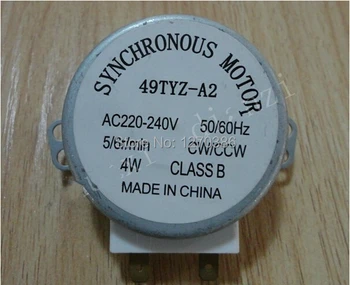 SYNCHRONOUS MOTOR
49TYZ-A2
AC220-240V 50/60Hz
5/6r/min CW/CCW
4W CLASS B
MADE IN CHINA